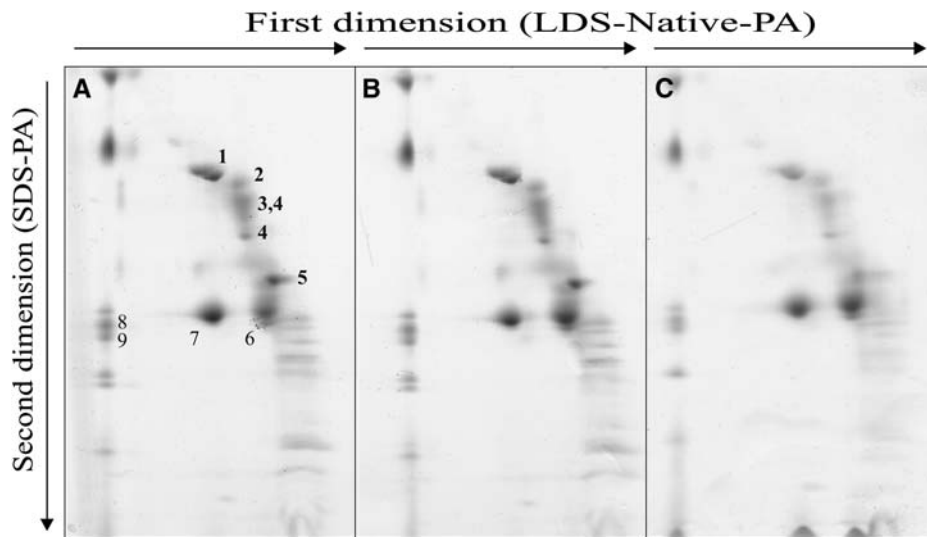 First dimension (LDS-Native-PA)
Second dimension (SDS-PA)
A
B
C
1
2
3,4
4
5
8
9
7
6